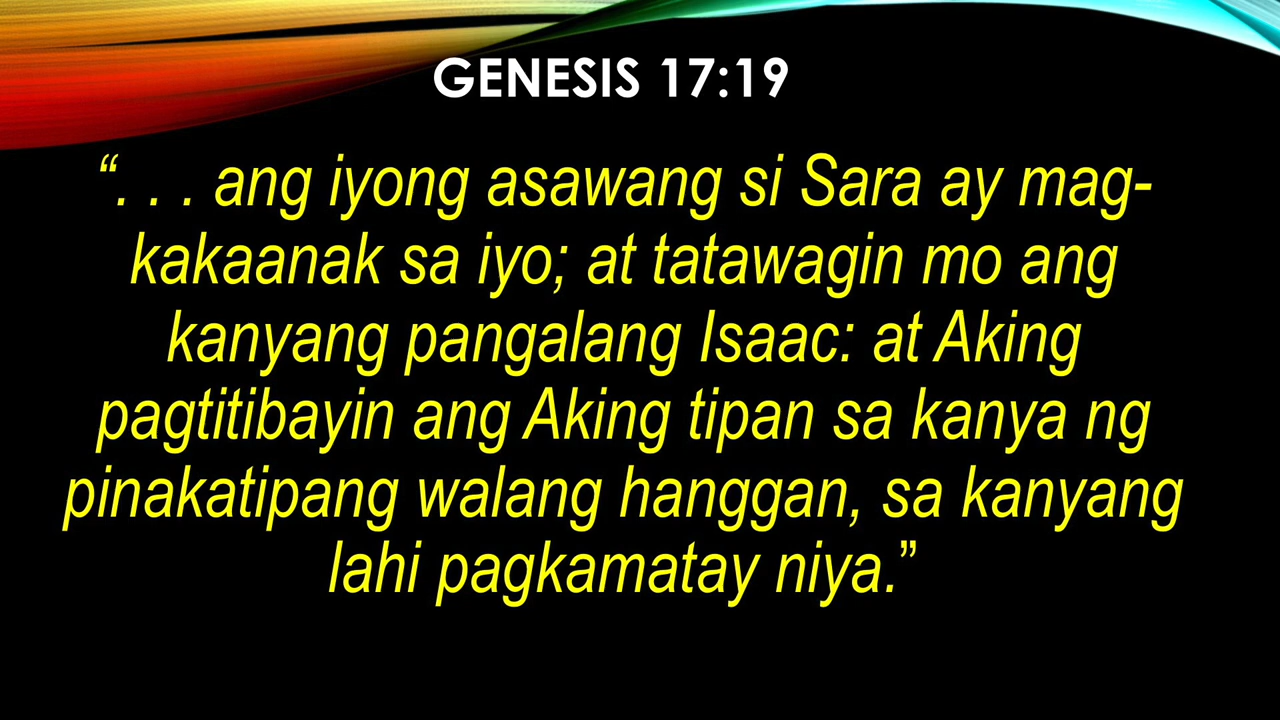 GENESIS 17:19
“. . . ang iyong asawang si Sara ay mag-
kakaanak sa iyo; at tatawagin mo ang
kanyang pangalang Isaac: at Aking
pagtitibayin ang Aking tipan sa kanya ng
pinakatipang walang hanggan, sa kanyang
lahi pagkamatay niya.”